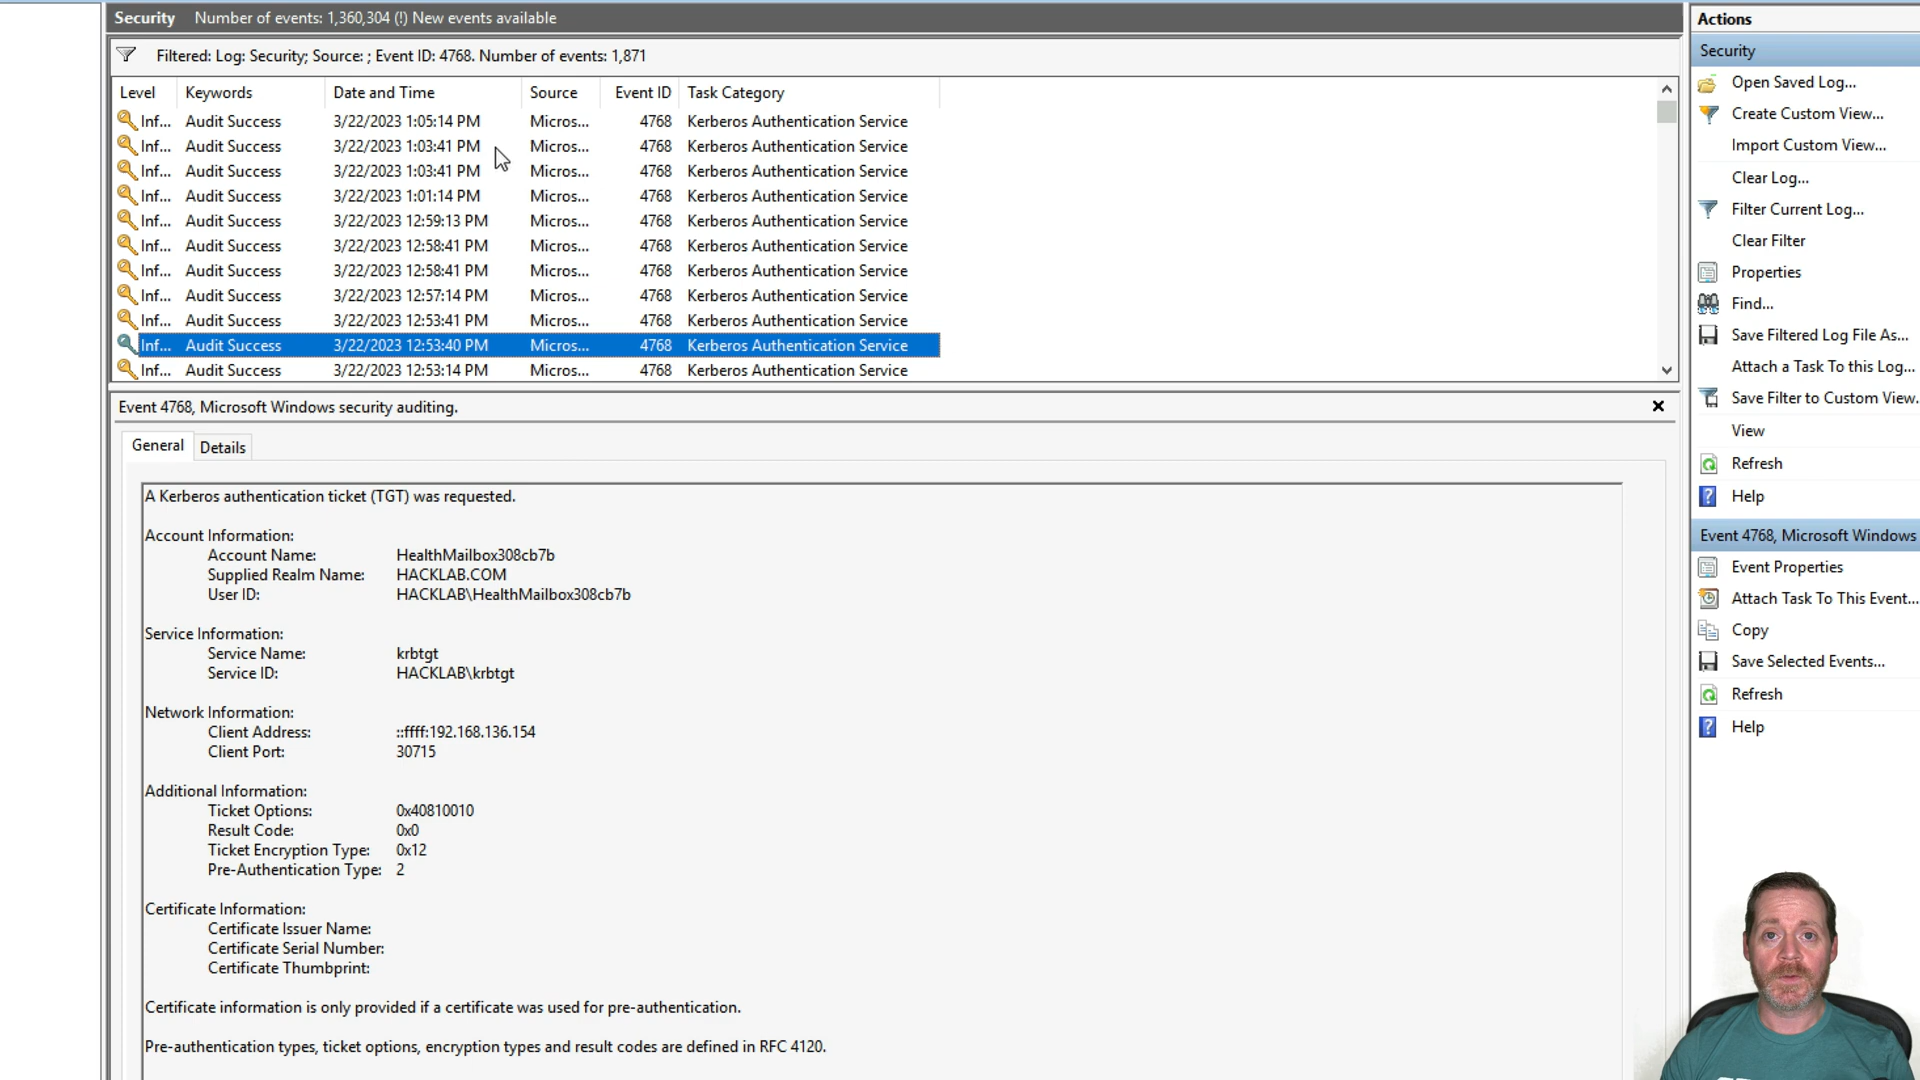 Security Number of events: 1,360,304 (!) New events available
Filtered: Log: Security; Source: ; Event ID: 4768. Number of events: 1,871
Level Keywords Date and Time Source Event ID Task Category
Inf... Audit Success 3/22/2023 1:05:14 PM Micros... 4768 Kerberos Authentication Service
Inf... Audit Success 3/22/2023 1:03:41 PM Micros... 4768 Kerberos Authentication Service
Inf... Audit Success 3/22/2023 1:03:41 PM Micros... 4768 Kerberos Authentication Service
Inf... Audit Success 3/22/2023 1:01:14 PM Micros... 4768 Kerberos Authentication Service
Inf... Audit Success 3/22/2023 12:59:13 PM Micros... 4768 Kerberos Authentication Service
Inf... Audit Success 3/22/2023 12:58:41 PM Micros... 4768 Kerberos Authentication Service
Inf... Audit Success 3/22/2023 12:58:41 PM Micros... 4768 Kerberos Authentication Service
Inf... Audit Success 3/22/2023 12:57:14 PM Micros... 4768 Kerberos Authentication Service
Inf... Audit Success 3/22/2023 12:53:41 PM Micros... 4768 Kerberos Authentication Service
Inf... Audit Success 3/22/2023 12:53:40 PM Micros... 4768 Kerberos Authentication Service
Inf... Audit Success 3/22/2023 12:53:14 PM Micros... 4768 Kerberos Authentication Service
Event 4768, Microsoft Windows security auditing.
General Details
A Kerberos authentication ticket (TGT) was requested.
Account Information:
Account Name: HealthMailbox308cb7b
Supplied Realm Name: HACKLAB.COM
User ID: HACKLAB\HealthMailbox308cb7b
Service Information:
Service Name: krbtgt
Service ID: HACKLAB\krbtgt
Network Information:
Client Address: ::ffff:192.168.136.154
Client Port: 30715
Additional Information:
Ticket Options: 0x40810010
Result Code: 0x0
Ticket Encryption Type: 0x12
Pre-Authentication Type: 2
Certificate Information:
Certificate Issuer Name:
Certificate Serial Number:
Certificate Thumbprint:
Certificate information is only provided if a certificate was used for pre-authentication.
Pre-authentication types, ticket options, encryption types and result codes are defined in RFC 4120.
Actions
Security
Open Saved Log...
Create Custom View...
Import Custom View...
Clear Log...
Filter Current Log...
Clear Filter
Properties
Find...
Save Filtered Log File As...
Attach a Task To this Log...
Save Filter to Custom View.
View
Refresh
Help
Event 4768, Microsoft Windows
Event Properties
Attach Task To This Event...
Copy
Save Selected Events...
Refresh
Help